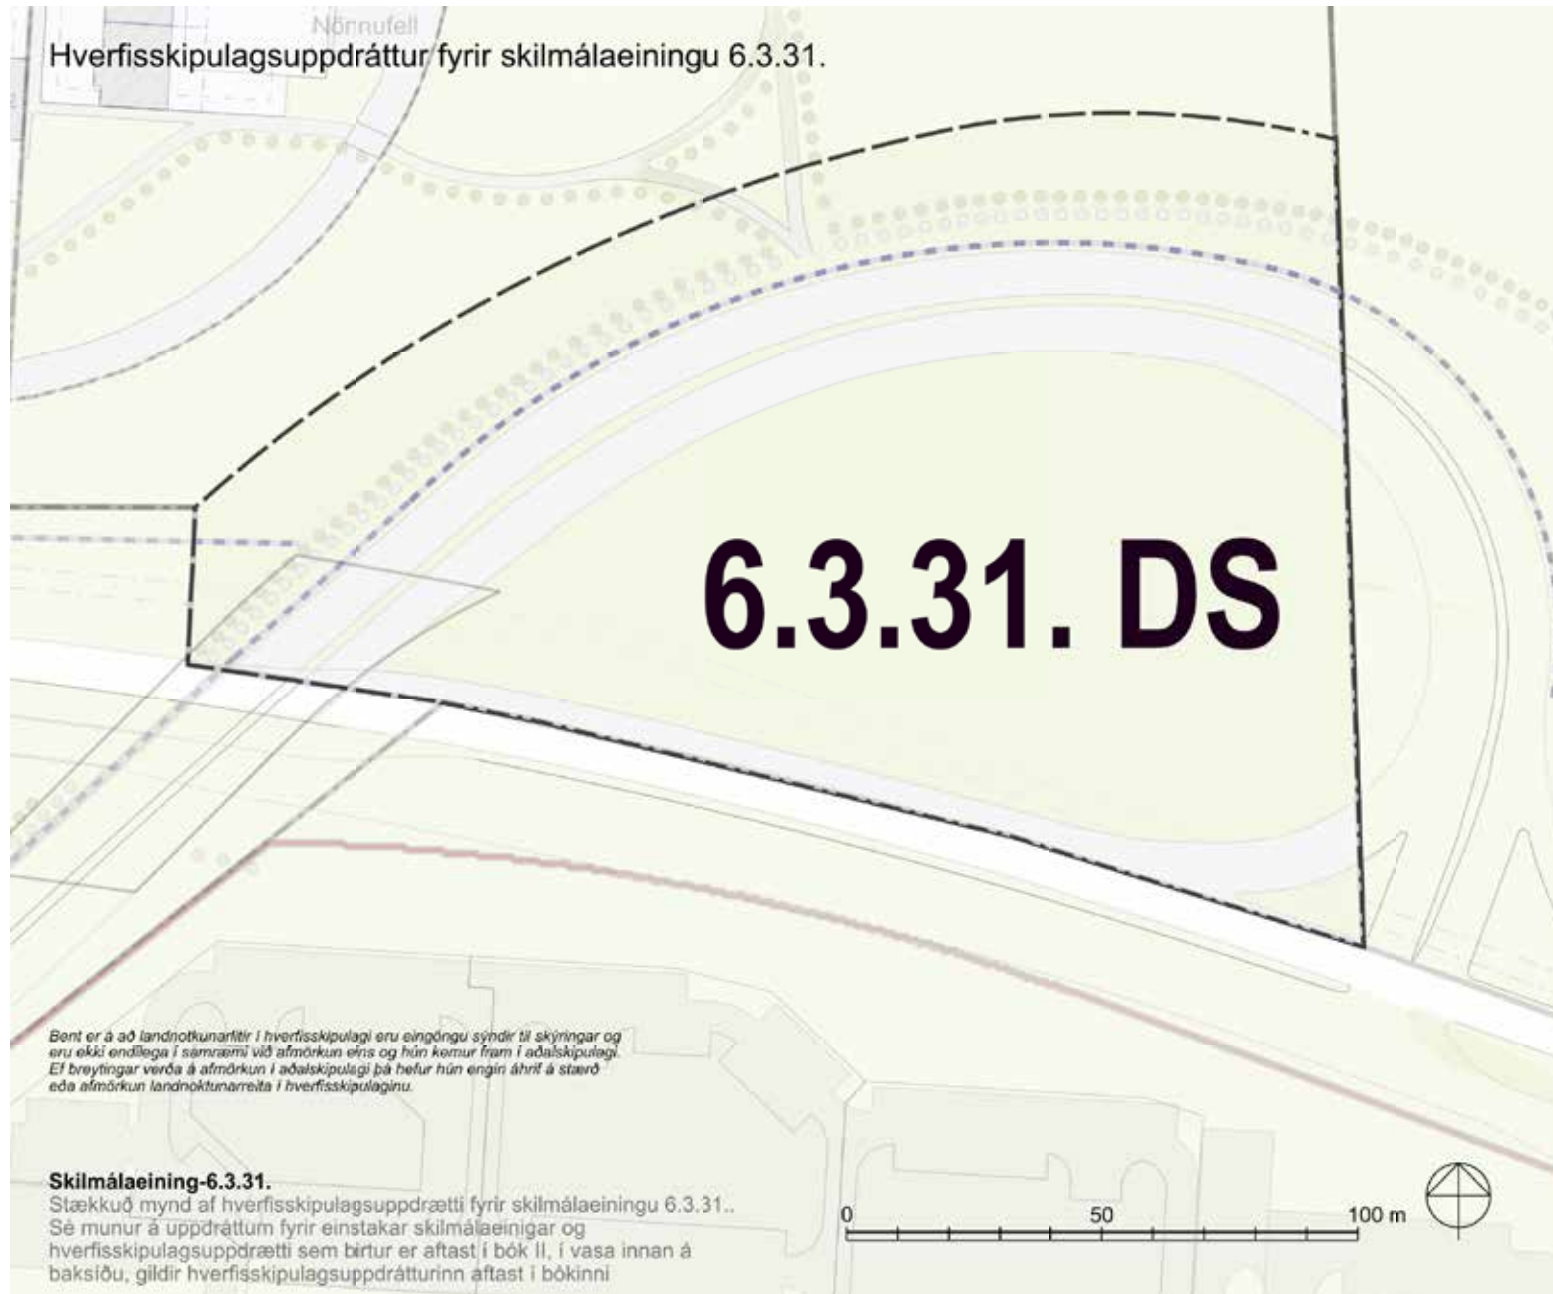 Nönnufell
Hverfisskipulagsuppdráttur fyrir skilmálaeiningu 6.3.31.
6.3.31. DS
Bent er á að landnotkunarlitir í hverfisskipulagi eru eingöngu sýndir til skýringar og
eru ekki endilega í samræmi við afmörkun eins og hún kemur fram í aðalskipulagi.
Ef breytingar verða á afmörkun í aðalskipulagi þá hefur hún engin áhrif á stærð
eða afmörkun landnoktunarreita í hverfisskipulaginu.
Skilmálaeining-6.3.31.
Stækkuð mynd af hverfisskipulagsuppdrætti fyrir skilmálaeiningu 6.3.31..
Sé munur á uppdráttum fyrir einstakar skilmálaeinigar og
hverfisskipulagsuppdrætti sem birtur er aftast í bók II, í vasa innan á
baksíðu, gildir hverfisskipulagsuppdrátturinn aftast í bókinni
0 50 100 m